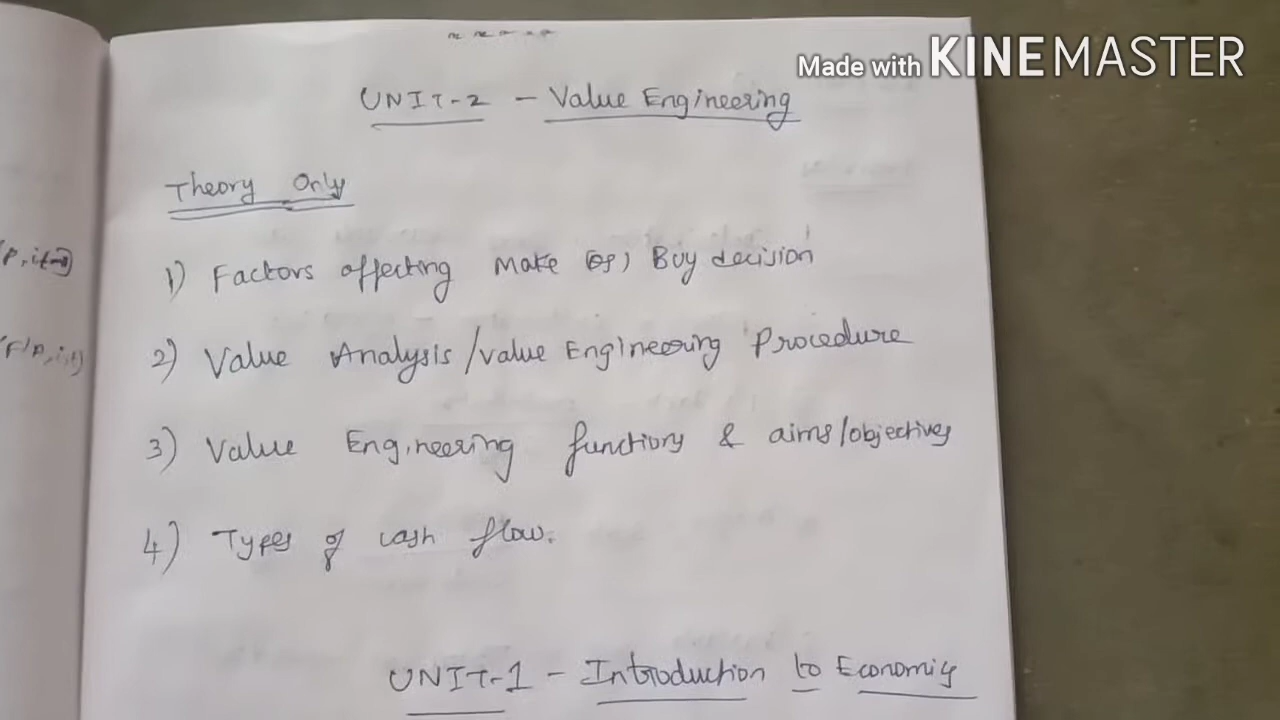 Made with KINEMASTER
UNIT-2 - Value Engineering
Theory Only
1) Factors affecting Make (or) Buy decision
2) Value Analysis/value Engineering Procedure
3) Value Engineering functions & aims/objectives
4) Types of cash flow.
UNIT-1 - Introduction to Economics